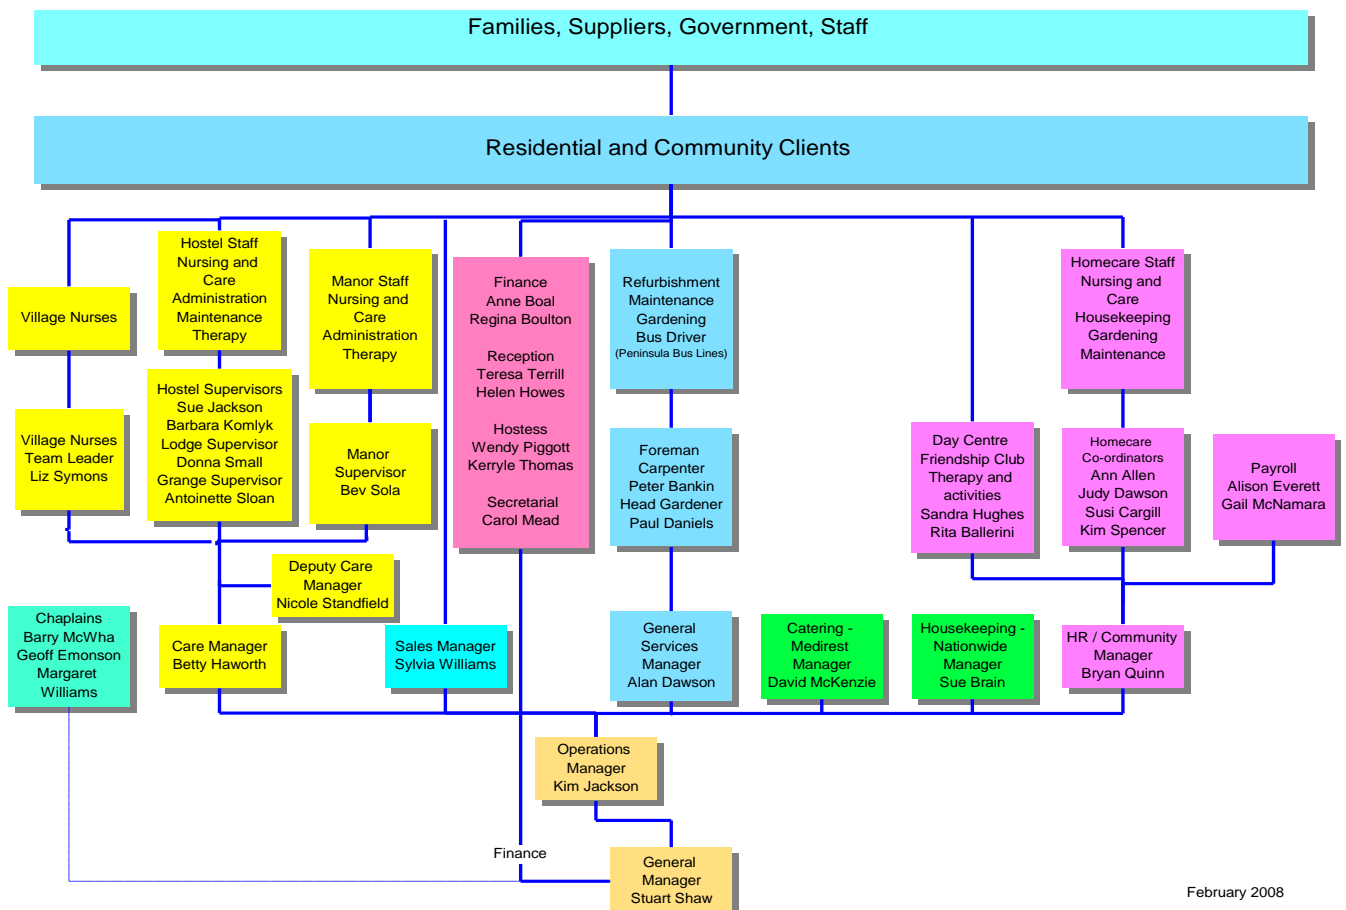 Families, Suppliers, Government, Staff
Residential and Community Clients
Village Nurses
Hostel Staff
Nursing and
Care
Administration
Maintenance
Therapy
Manor Staff
Nursing and
Care
Administration
Therapy
Finance
Anne Boal
Regina Boulton
Reception
Teresa Terrill
Helen Howes
Hostess
Wendy Piggott
Kerryle Thomas
Secretarial
Carol Mead
Refurbishment
Maintenance
Gardening
Bus Driver
(Peninsula Bus Lines)
Homecare Staff
Nursing and
Care
Housekeeping
Gardening
Maintenance
Village Nurses
Team Leader
Liz Symons
Hostel Supervisors
Sue Jackson
Barbara Komlyk
Lodge Supervisor
Donna Small
Grange Supervisor
Antoinette Sloan
Manor
Supervisor
Bev Sola
Foreman
Carpenter
Peter Bankin
Head Gardener
Paul Daniels
Day Centre
Friendship Club
Therapy and
activities
Sandra Hughes
Rita Ballerini
Homecare
Co-ordinators
Ann Allen
Judy Dawson
Susi Cargill
Kim Spencer
Payroll
Alison Everett
Gail McNamara
Deputy Care
Manager
Nicole Standfield
Chaplains
Barry McWha
Geoff Emonson
Margaret
Williams
Care Manager
Betty Haworth
Sales Manager
Sylvia Williams
General
Services
Manager
Alan Dawson
Catering -
Medirest
Manager
David McKenzie
Housekeeping -
Nationwide
Manager
Sue Brain
HR / Community
Manager
Bryan Quinn
Operations
Manager
Kim Jackson
Finance
General
Manager
Stuart Shaw
February 2008